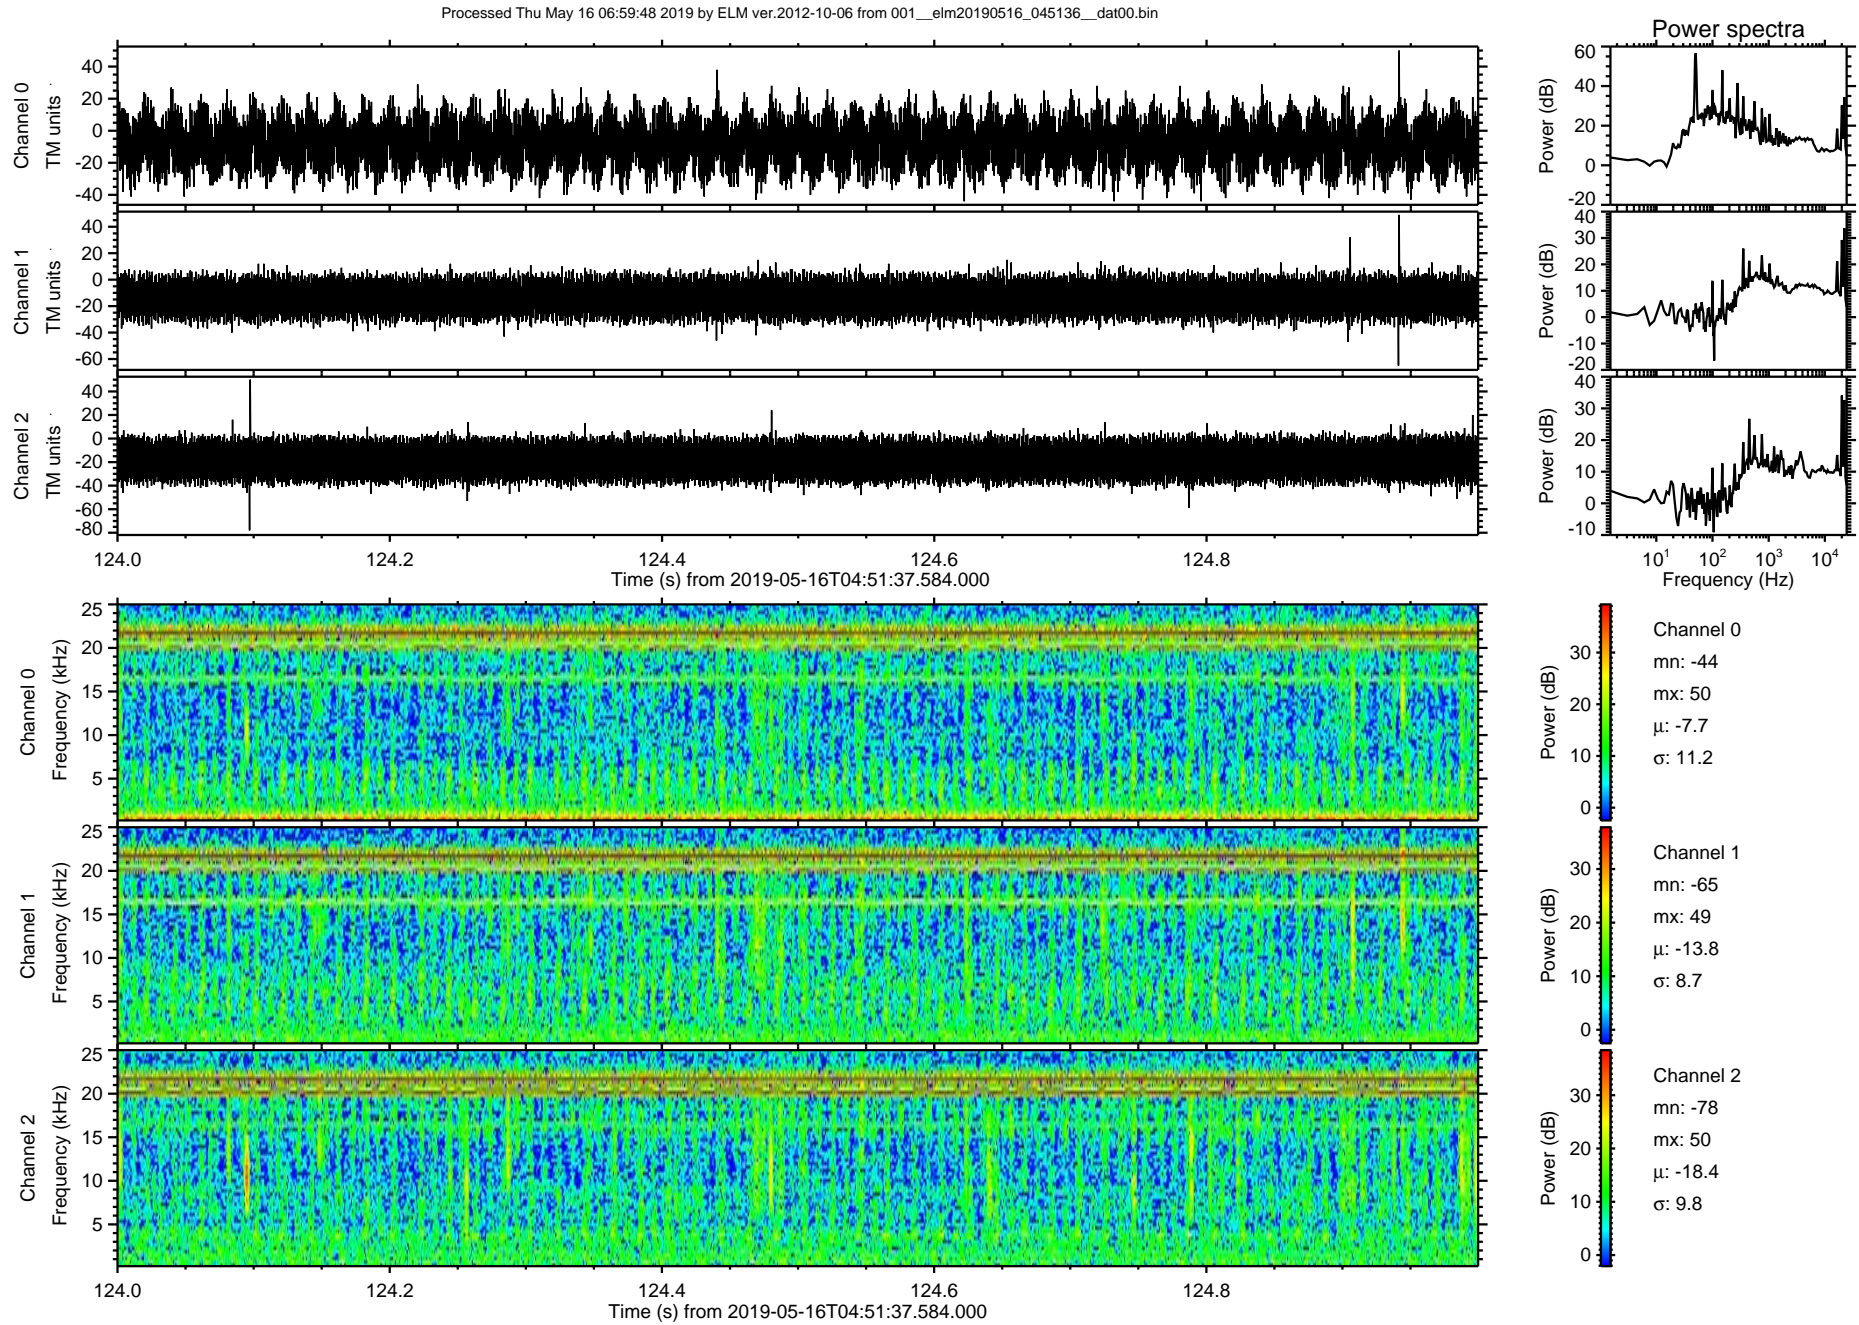 Processed Thu May 16 06:59:48 2019 by ELM ver.2012-10-06 from 001__elm20190516_045136__dat00.bin
Power spectra
Channel 0
TM units
40
20
0
-20
-40
Power (dB)
60
40
20
0
-20
Channel 1
TM units
40
20
0
-20
-40
-60
Power (dB)
40
30
20
10
0
-10
-20
Channel 2
TM units
40
20
0
-20
-40
-60
-80
Power (dB)
40
30
20
10
0
-10
124.0 124.2 124.4 124.6 124.8
Time (s) from 2019-05-16T04:51:37.584.000
10¹ 10² 10³ 10⁴
Frequency (Hz)
Channel 0
Frequency (kHz)
25
20
15
10
5
Power (dB)
30
20
10
0
Channel 0
mn: -44
mx: 50
μ: -7.7
σ: 11.2
Channel 1
Frequency (kHz)
25
20
15
10
5
Power (dB)
30
20
10
0
Channel 1
mn: -65
mx: 49
μ: -13.8
σ: 8.7
Channel 2
Frequency (kHz)
25
20
15
10
5
Power (dB)
30
20
10
0
Channel 2
mn: -78
mx: 50
μ: -18.4
σ: 9.8
124.0 124.2 124.4 124.6 124.8
Time (s) from 2019-05-16T04:51:37.584.000